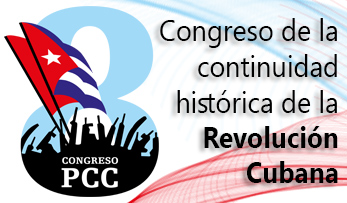 8
CONGRESO
PCC
Congreso de la
continuidad
histórica de la
Revolución
Cubana